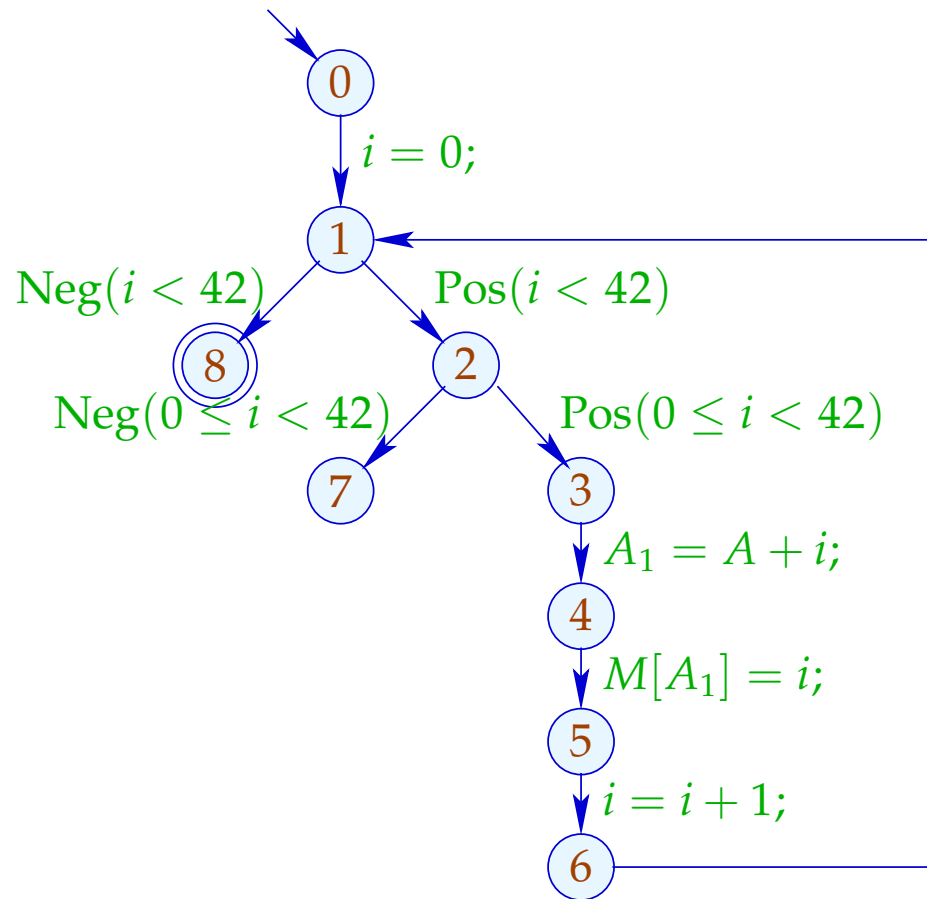 0
i = 0;
1
Neg(i < 42) Pos(i < 42)
8 2
Neg(0 ≤ i < 42) Pos(0 ≤ i < 42)
7 3
A₁ = A + i;
4
M[A₁] = i;
5
i = i + 1;
6